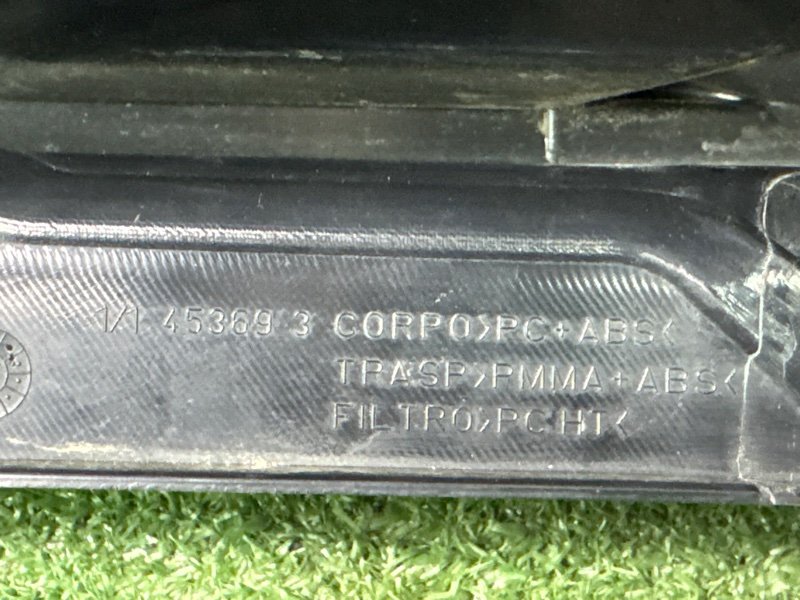 1/1 45369 3 CORPO>PC+ABS<
TRASP>PMMA+ABS<
FILTRO>PC HT<